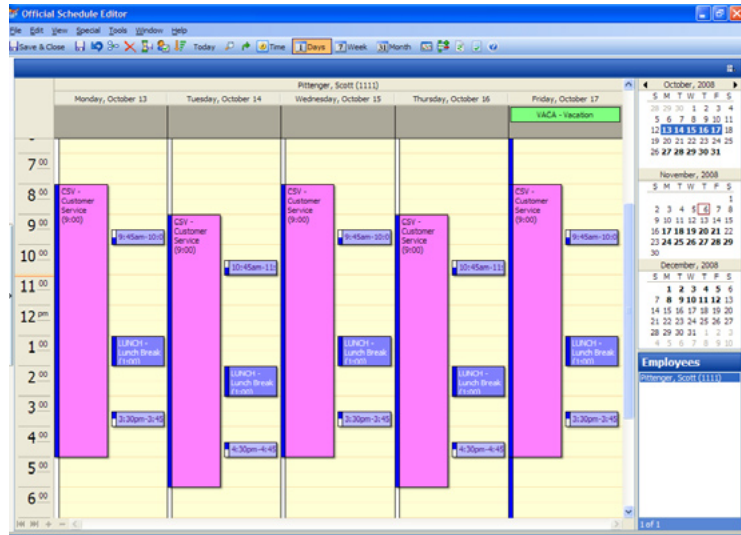 Official Schedule Editor
File Edit View Special Tools Window Help
Save & Close Today Time Days Week Month
Pittenger, Scott (1111)
Monday, October 13 Tuesday, October 14 Wednesday, October 15 Thursday, October 16 Friday, October 17
VACA - Vacation
7 00
8 00
9 00
10 00
11 00
12 pm
1 00
2 00
3 00
4 00
5 00
6 00
CSV -
Customer
Service
(9:00)
9:45am-10:0
LUNCH -
Lunch Break
(1:00)
3:30pm-3:45
CSV -
Customer
Service
(9:00)
10:45am-11:
LUNCH -
Lunch Break
(1:00)
4:30pm-4:45
CSV -
Customer
Service
(9:00)
9:45am-10:0
LUNCH -
Lunch Break
(1:00)
3:30pm-3:45
CSV -
Customer
Service
(9:00)
10:45am-11:
LUNCH -
Lunch Break
(1:00)
4:30pm-4:45
CSV -
Customer
Service
(9:00)
9:45am-10:0
LUNCH -
Lunch Break
(1:00)
3:30pm-3:45
October, 2008
S M T W T F S
28 29 30 1 2 3 4
5 6 7 8 9 10 11
12 13 14 15 16 17 18
19 20 21 22 23 24 25
26 27 28 29 30 31
November, 2008
S M T W T F S
1
2 3 4 5 6 7 8
9 10 11 12 13 14 15
16 17 18 19 20 21 22
23 24 25 26 27 28 29
30
December, 2008
S M T W T F S
1 2 3 4 5 6
7 8 9 10 11 12 13
14 15 16 17 18 19 20
21 22 23 24 25 26 27
28 29 30 31 1 2 3
4 5 6 7 8 9 10
Employees
Pittenger, Scott (1111)
1 of 1